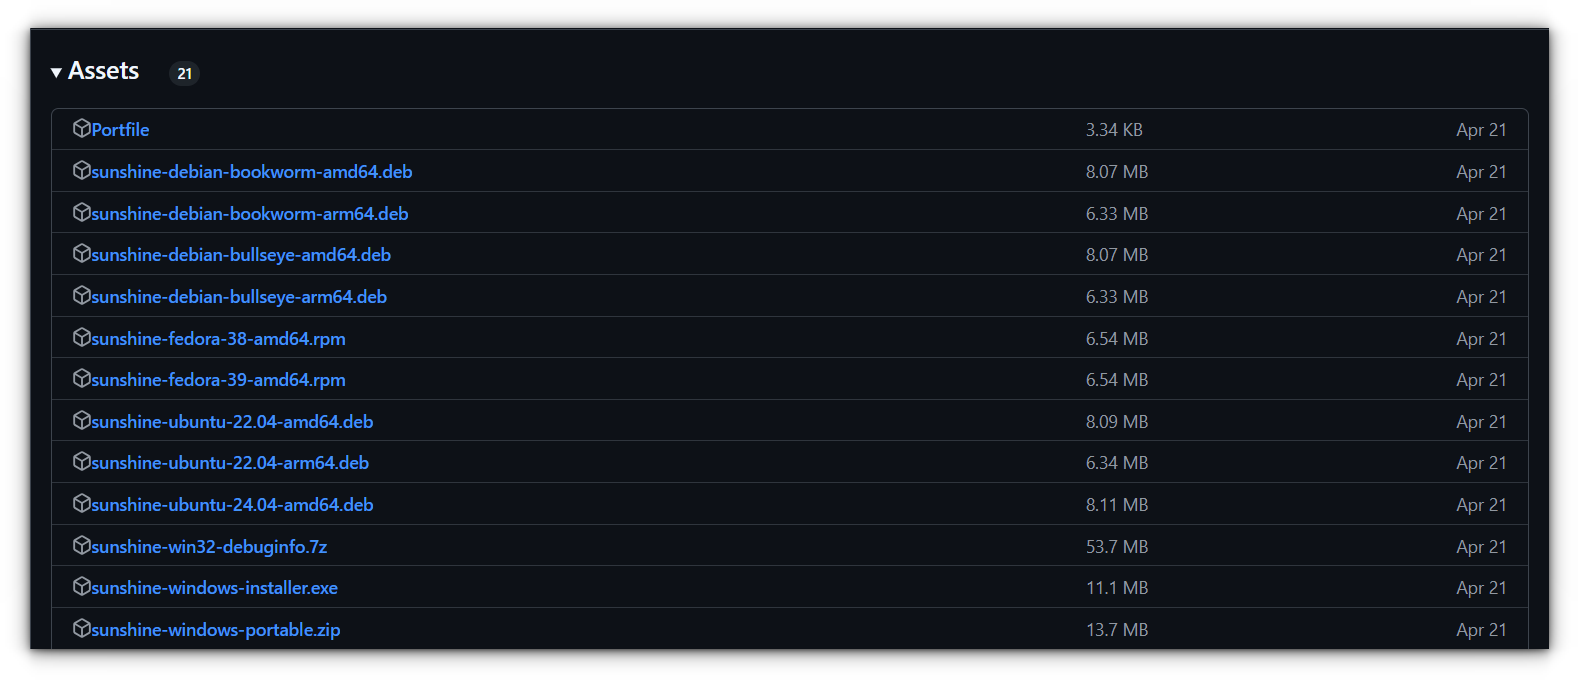 Assets 21
Portfile 3.34 KB Apr 21
sunshine-debian-bookworm-amd64.deb 8.07 MB Apr 21
sunshine-debian-bookworm-arm64.deb 6.33 MB Apr 21
sunshine-debian-bullseye-amd64.deb 8.07 MB Apr 21
sunshine-debian-bullseye-arm64.deb 6.33 MB Apr 21
sunshine-fedora-38-amd64.rpm 6.54 MB Apr 21
sunshine-fedora-39-amd64.rpm 6.54 MB Apr 21
sunshine-ubuntu-22.04-amd64.deb 8.09 MB Apr 21
sunshine-ubuntu-22.04-arm64.deb 6.34 MB Apr 21
sunshine-ubuntu-24.04-amd64.deb 8.11 MB Apr 21
sunshine-win32-debuginfo.7z 53.7 MB Apr 21
sunshine-windows-installer.exe 11.1 MB Apr 21
sunshine-windows-portable.zip 13.7 MB Apr 21